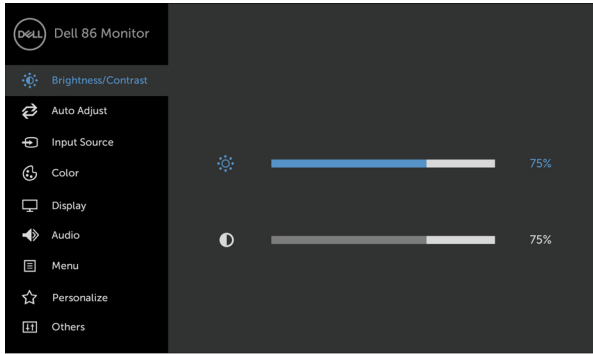 DELL Dell 86 Monitor
Brightness/Contrast
Auto Adjust
Input Source
Color
Display
Audio
Menu
Personalize
Others
75%
75%